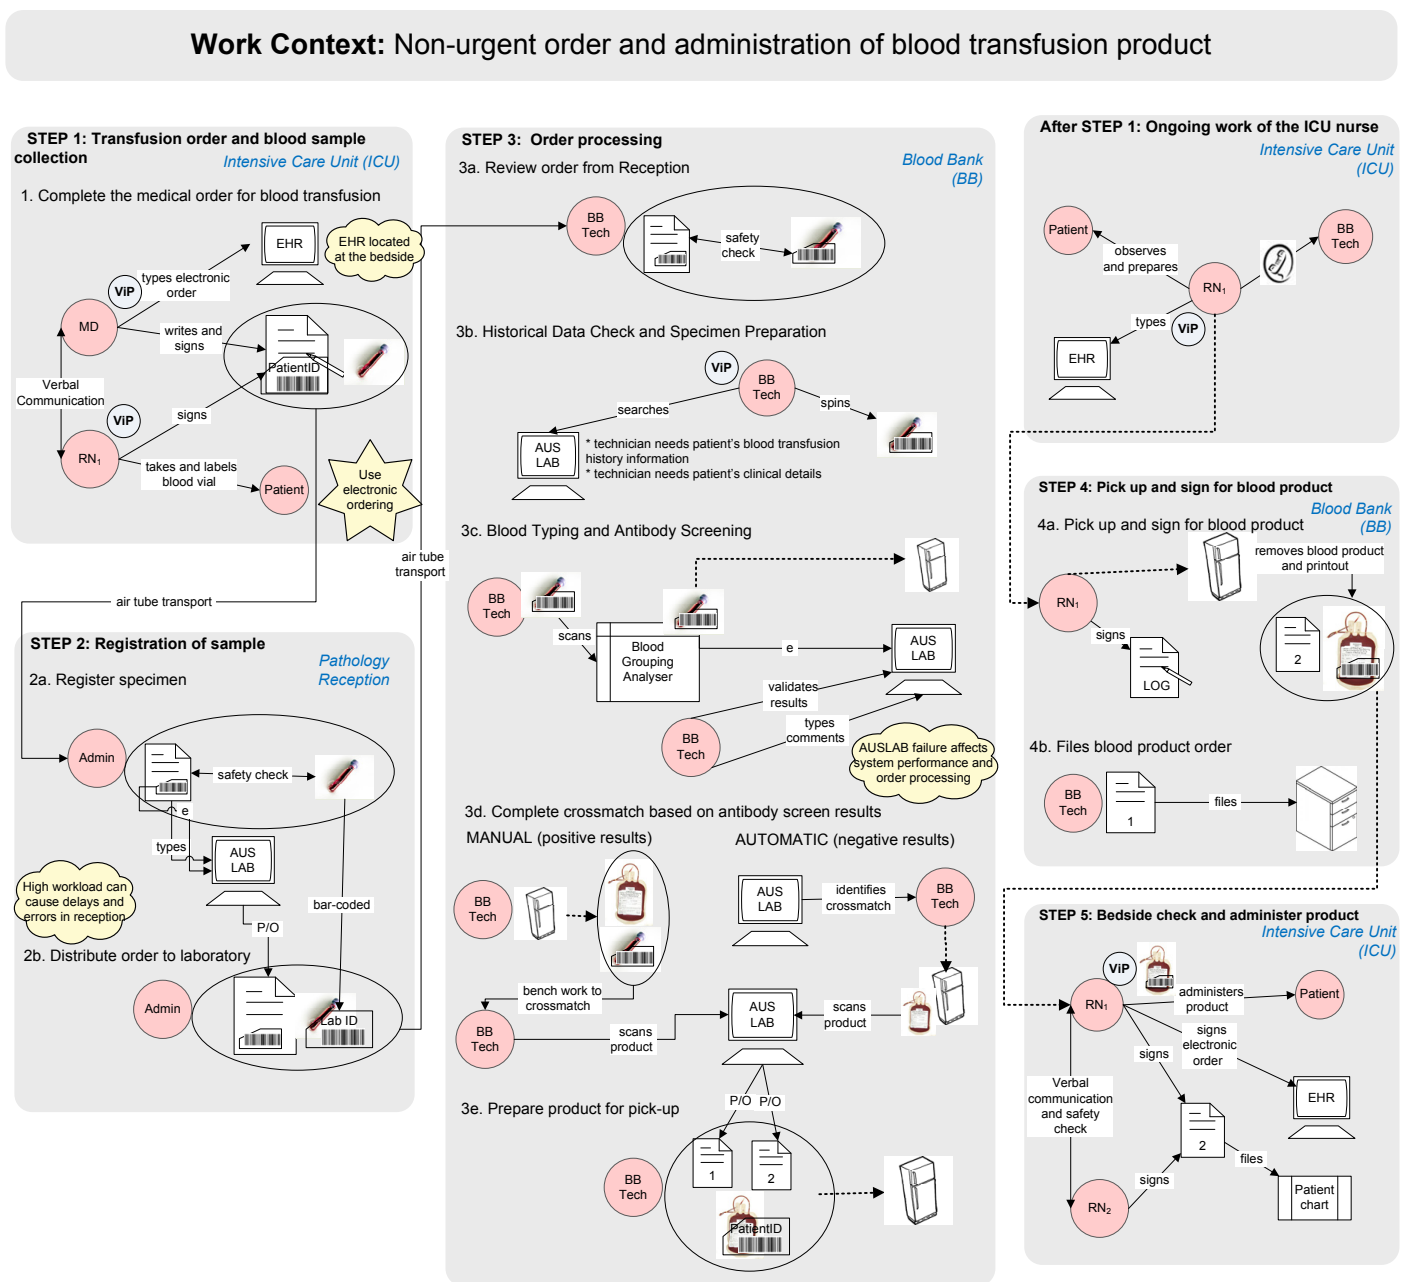 Work Context: Non-urgent order and administration of blood transfusion product
STEP 1: Transfusion order and blood sample
collection
Intensive Care Unit (ICU)
1. Complete the medical order for blood transfusion
EHR
EHR located
at the bedside
ViP
types electronic
order
MD
writes and
signs
PatientID
Verbal
Communication
ViP
signs
RN1
takes and labels
blood vial
Patient
Use
electronic
ordering
air tube transport
air tube
transport
STEP 2: Registration of sample
Pathology
Reception
2a. Register specimen
Admin
safety check
e
types
AUS
LAB
High workload can
cause delays and
errors in reception
bar-coded
P/O
2b. Distribute order to laboratory
Admin
Lab ID
STEP 3: Order processing
Blood Bank
(BB)
3a. Review order from Reception
BB
Tech
safety
check
3b. Historical Data Check and Specimen Preparation
ViP
BB
Tech
searches
spins
AUS
LAB
* technician needs patient's blood transfusion
history information
* technician needs patient's clinical details
3c. Blood Typing and Antibody Screening
BB
Tech
scans
Blood
Grouping
Analyser
e
AUS
LAB
validates
results
BB
Tech
types
comments
AUSLAB failure affects
system performance and
order processing
3d. Complete crossmatch based on antibody screen results
MANUAL (positive results)
AUTOMATIC (negative results)
BB
Tech
AUS
LAB
identifies
crossmatch
BB
Tech
bench work to
crossmatch
BB
Tech
scans
product
AUS
LAB
scans
product
P/O
P/O
3e. Prepare product for pick-up
1
2
BB
Tech
PatientID
After STEP 1: Ongoing work of the ICU nurse
Intensive Care Unit
(ICU)
Patient
BB
Tech
observes
and prepares
RN1
types
ViP
EHR
STEP 4: Pick up and sign for blood product
Blood Bank
(BB)
4a. Pick up and sign for blood product
removes blood product
and printout
RN1
signs
LOG
2
4b. Files blood product order
BB
Tech
1
files
STEP 5: Bedside check and administer product
Intensive Care Unit
(ICU)
ViP
RN1
administers
product
Patient
signs
electronic
order
signs
Verbal
communication
and safety
check
EHR
2
files
signs
RN2
Patient
chart